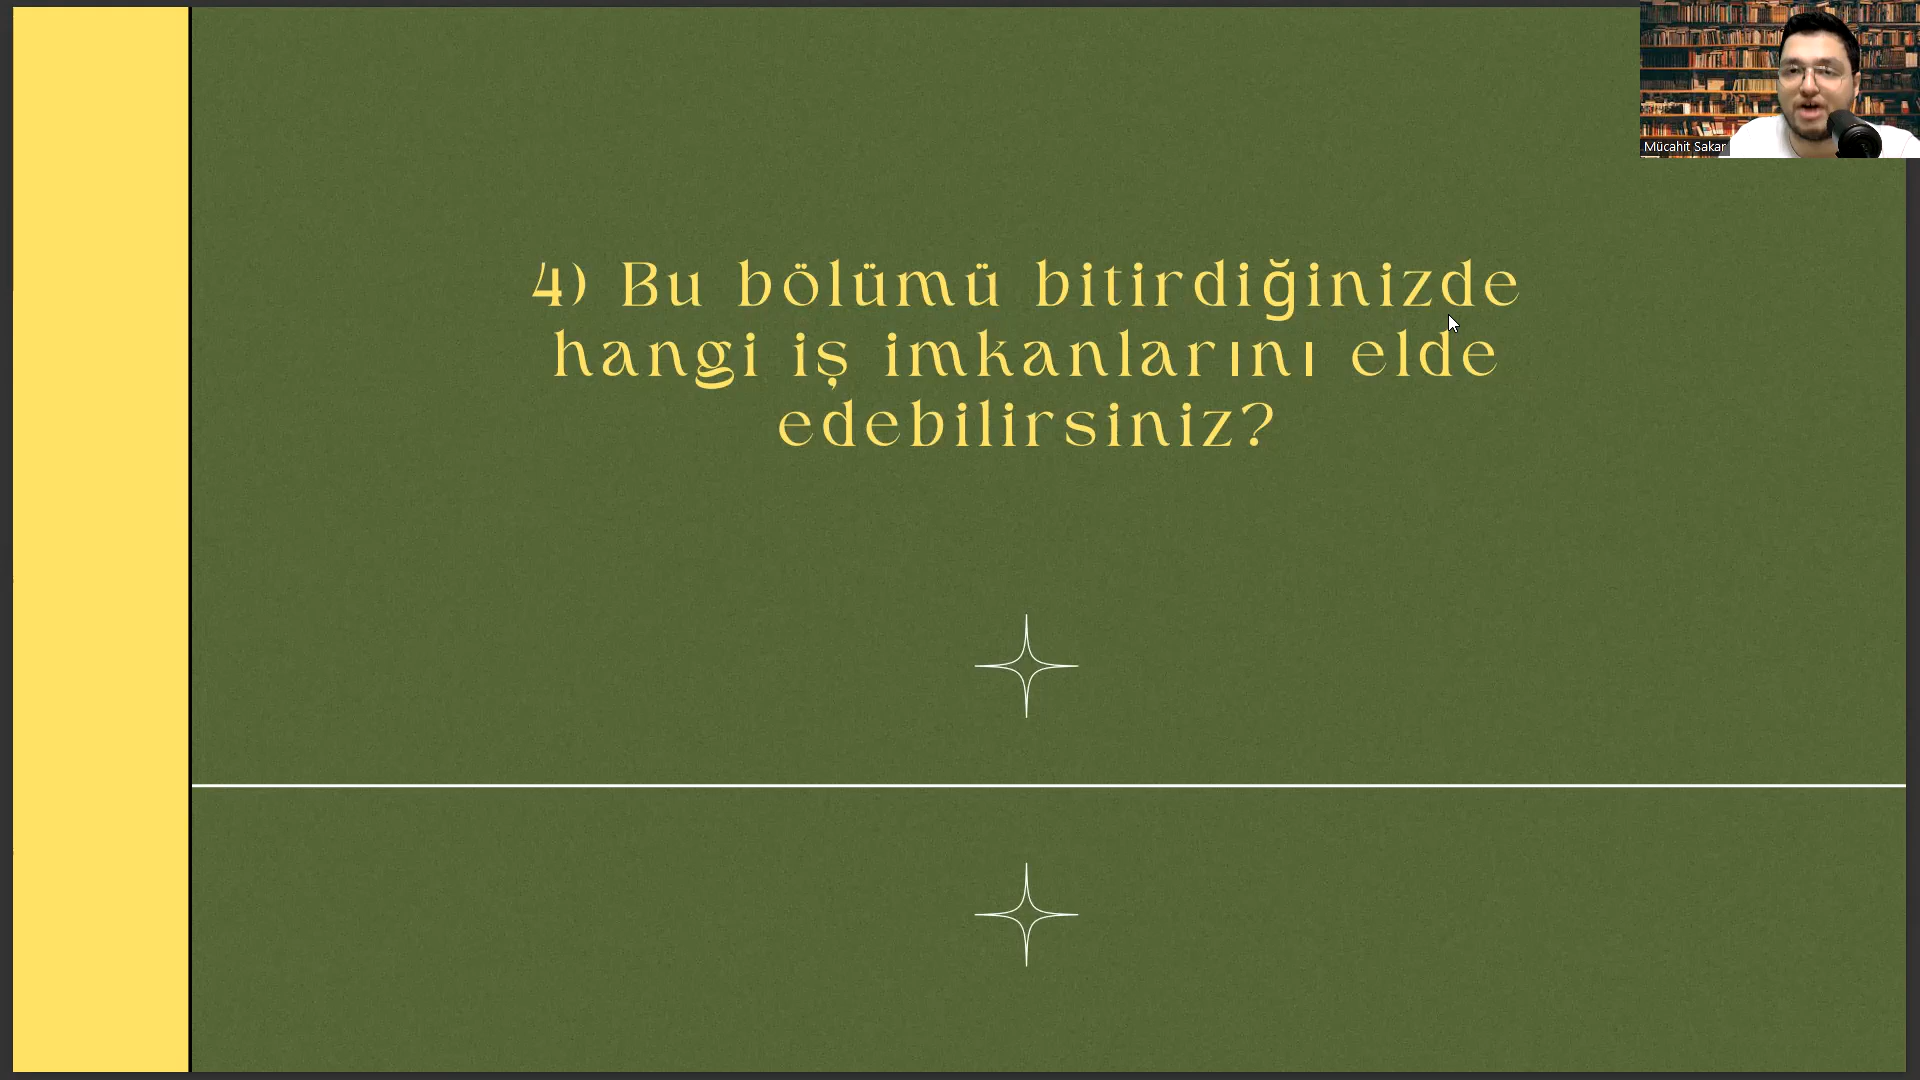 4) Bu bölümü bitirdiğinizde
hangi iş imkanlarını elde
edebilirsiniz?
Mücahit Sakar